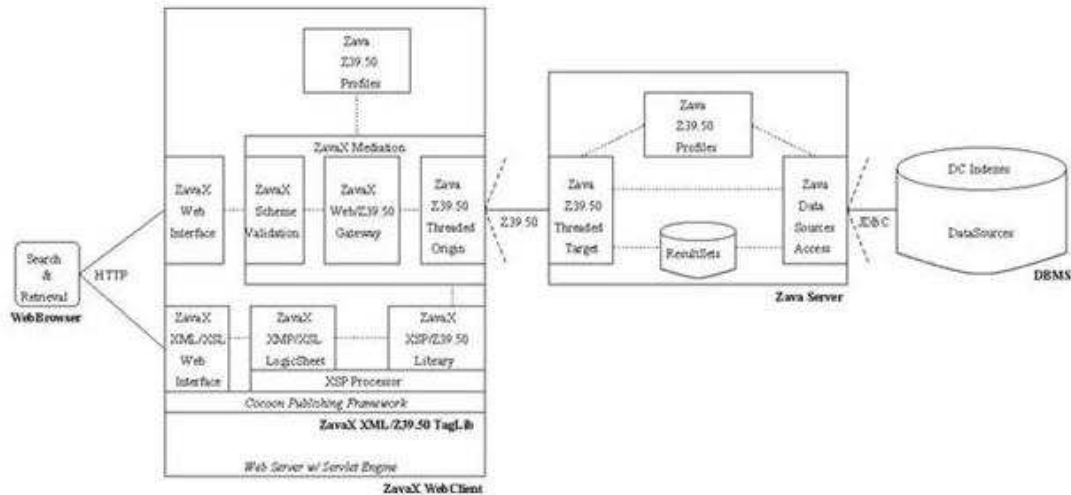 Zava
Z39.50
Profiles
ZavaX Mediation
ZavaX
Web
Interface
ZavaX
Scheme
Validation
ZavaX
Web/Z39.50
Gateway
Zava
Z39.50
Threaded
Origin
Z39.50
Zava
Z39.50
Profiles
Zava
Z39.50
Threaded
Target
ResultSets
Zava
Data
Sources
Access
Zava Server
JDBC
DC Indexes
DataSources
DBMS
Search
&
Retrieval
WebBrowser
HTTP
ZavaX
XML/XSL
Web
Interface
ZavaX
XMP/XSL
LogicSheet
ZavaX
XSP/Z39.50
Library
XSP Processor
Cocoon Publishing Framework
ZavaX XML/Z39.50 TagLib
Web Server w/ Servlet Engine
ZavaX WebClient